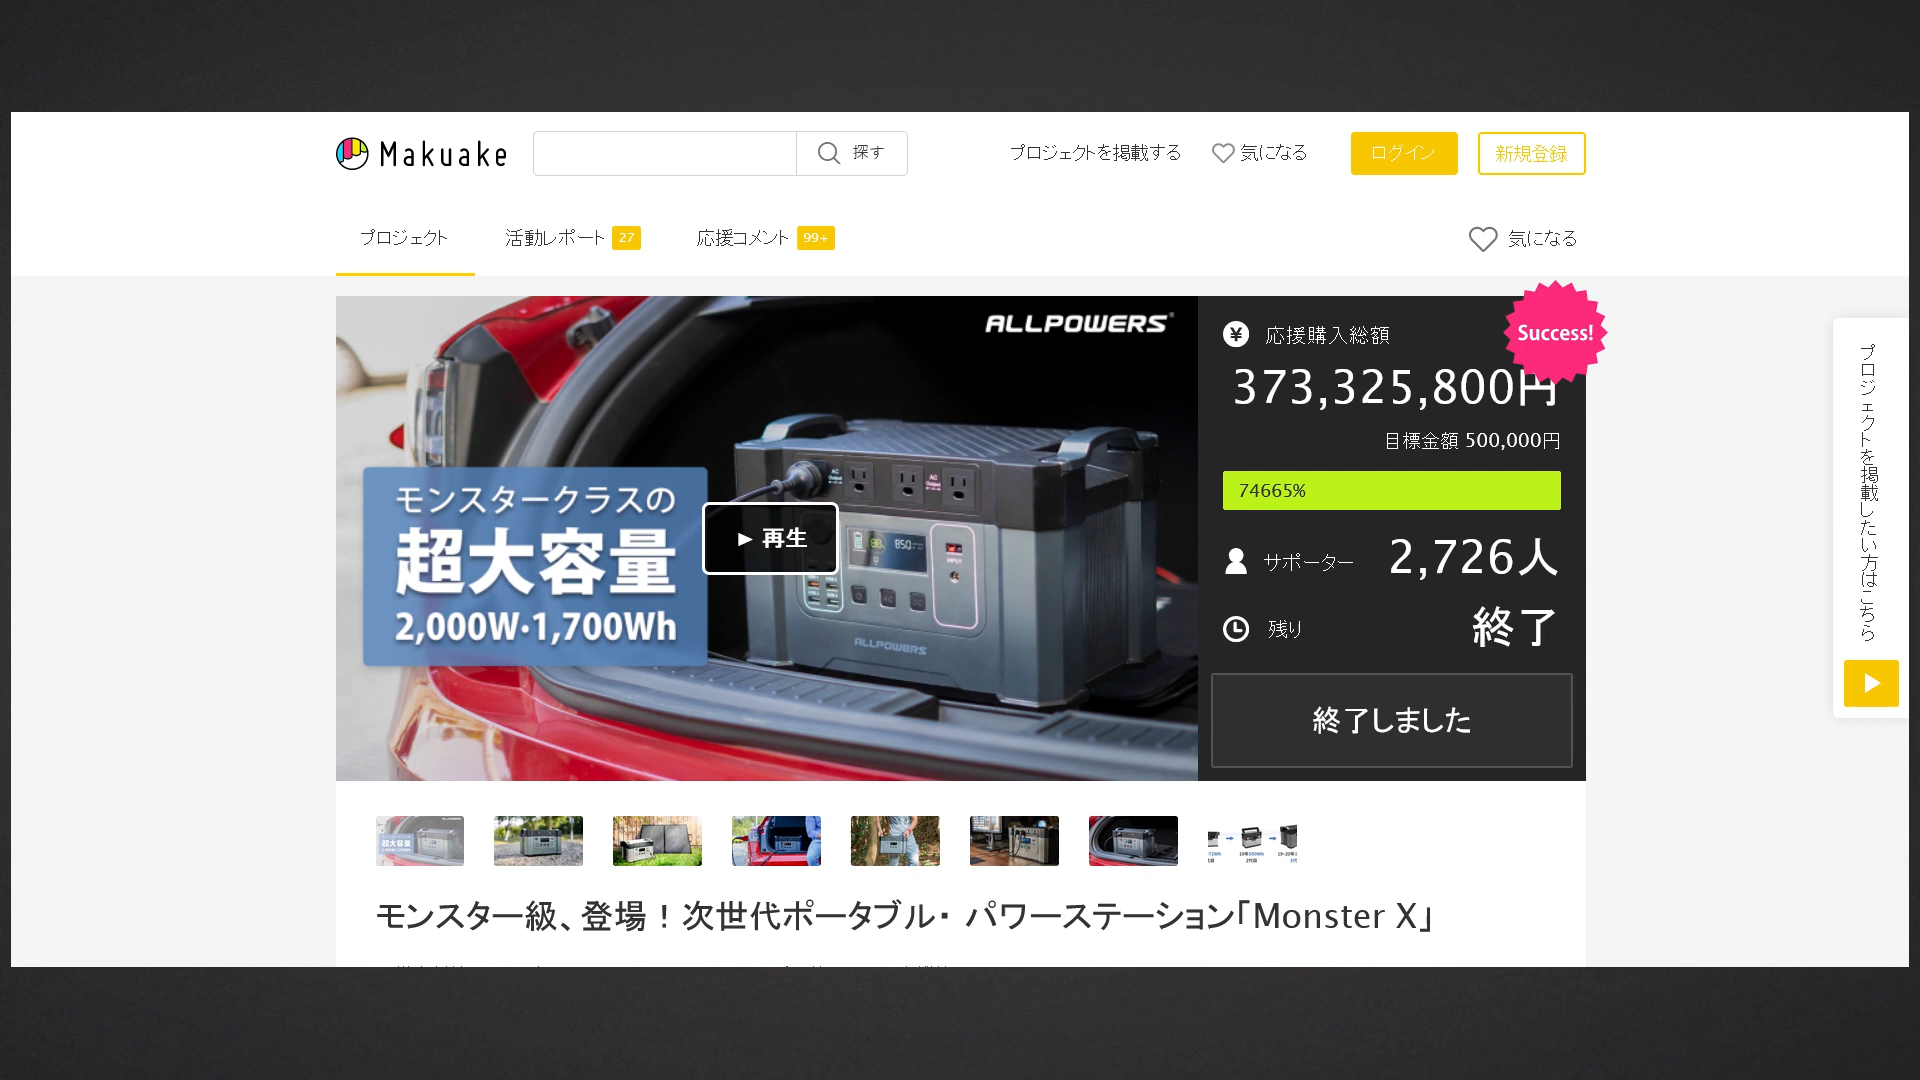 Makuake
探す
プロジェクトを掲載する
気になる
ログイン
新規登録
プロジェクト
活動レポート 27
応援コメント 99+
気になる
ALLPOWERS
モンスタークラスの
超大容量
2,000W·1,700Wh
再生
ALLPOWERS
Success!
応援購入総額
373,325,800円
目標金額 500,000円
74665%
サポーター 2,726人
残り 終了
終了しました
プロジェクトを掲載したい方はこちら
モンスター級、登場！次世代ポータブル・ パワーステーション「Monster X」